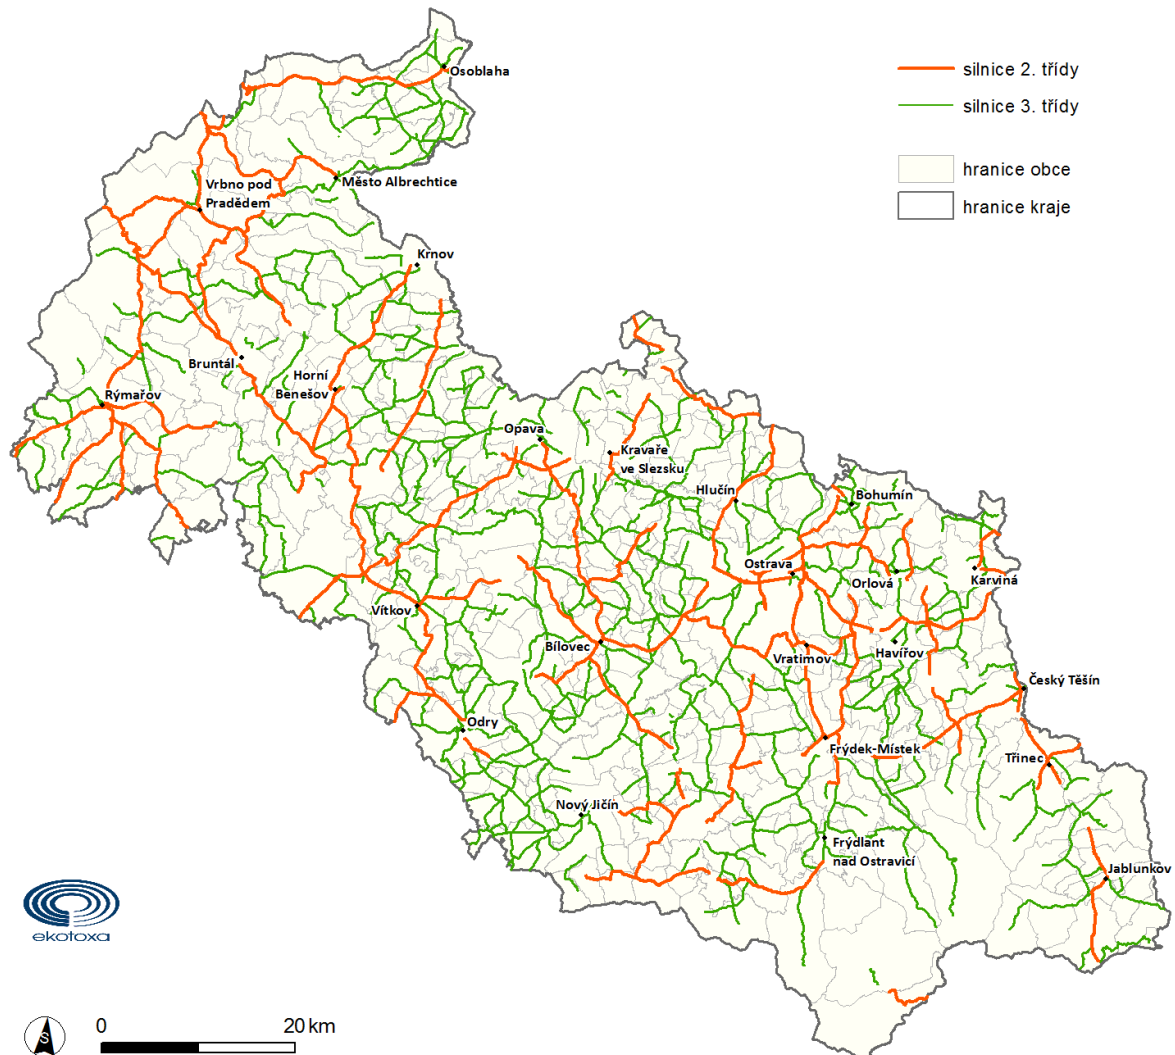 Osoblaha
silnice 2. třídy
silnice 3. třídy
hranice obce
hranice kraje
Město Albrechtice
Vrbno pod
Pradědem
Krnov
Bruntál
Horní
Benešov
Rýmařov
Opava
Kravaře
ve Slezsku
Hlučín
Bohumín
Ostrava
Orlová
Karviná
Vítkov
Bílovec
Vratimov
Havířov
Český Těšín
Odry
Frýdek-Místek
Třinec
Nový Jičín
Frýdlant
nad Ostravicí
Jablunkov
ekotoxa
S
0 20 km